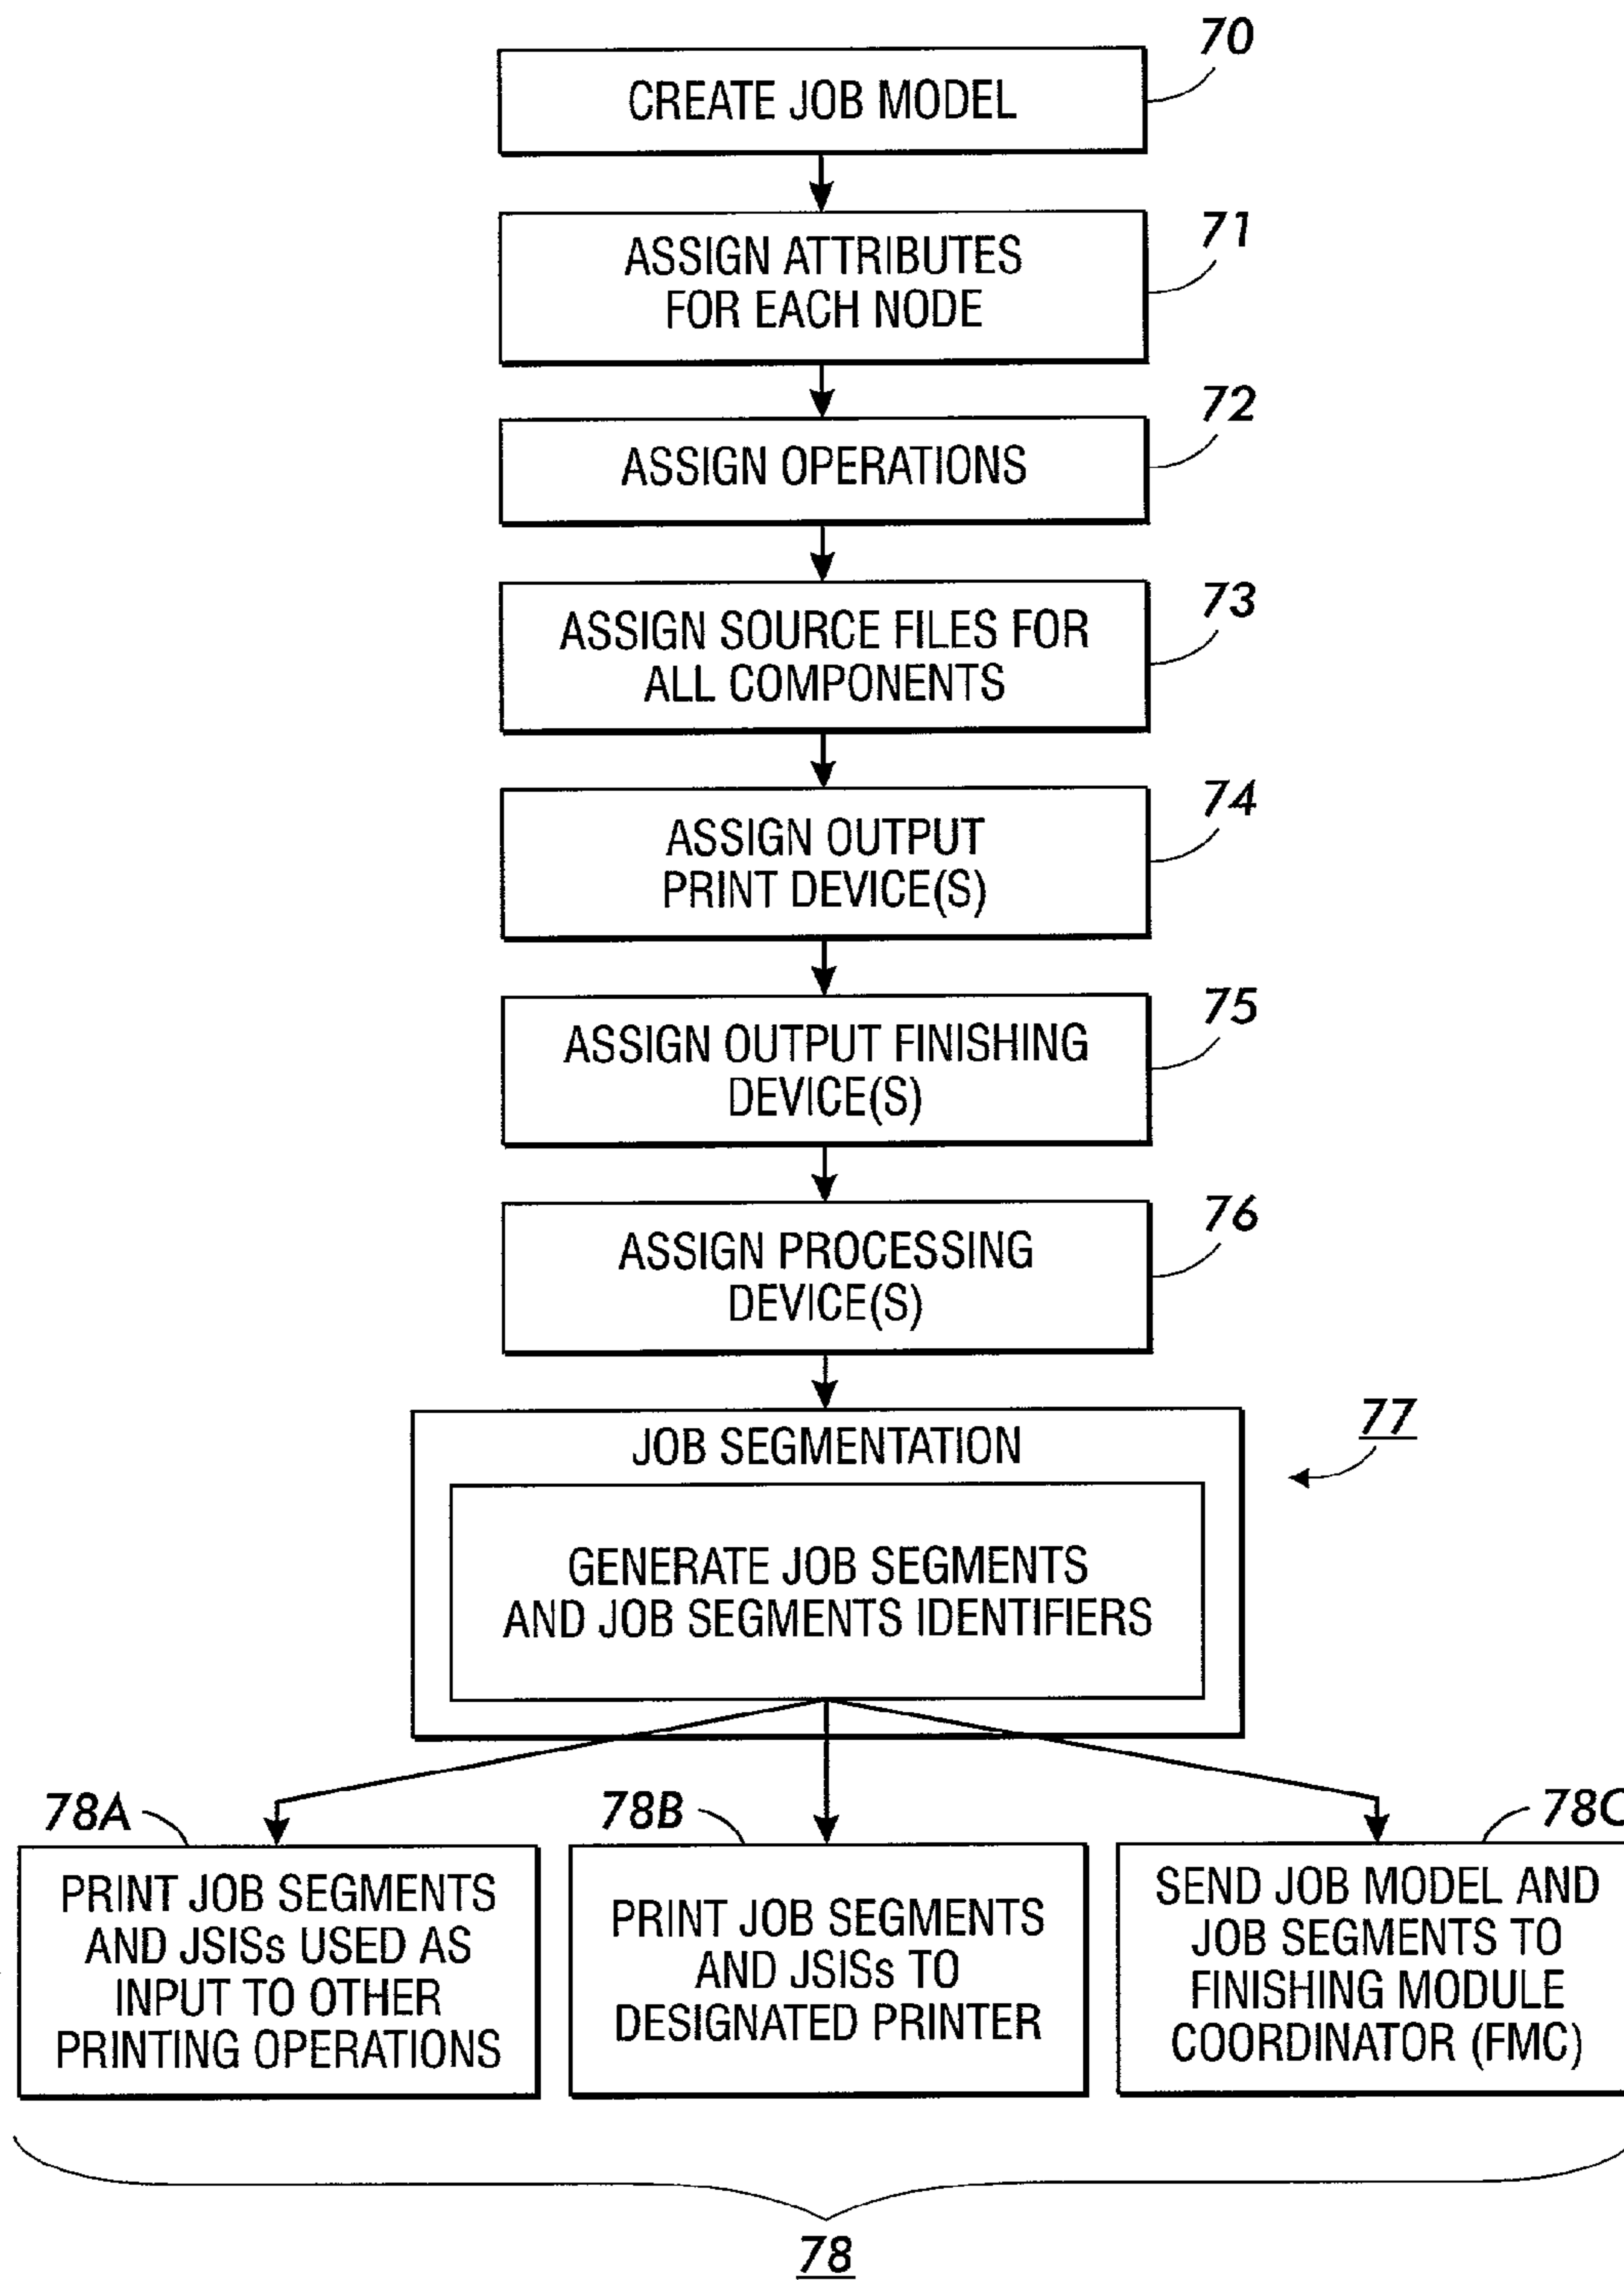 70
CREATE JOB MODEL
71
ASSIGN ATTRIBUTES
FOR EACH NODE
72
ASSIGN OPERATIONS
73
ASSIGN SOURCE FILES FOR
ALL COMPONENTS
74
ASSIGN OUTPUT
PRINT DEVICE(S)
75
ASSIGN OUTPUT FINISHING
DEVICE(S)
76
ASSIGN PROCESSING
DEVICE(S)
77
JOB SEGMENTATION
GENERATE JOB SEGMENTS
AND JOB SEGMENTS IDENTIFIERS
78A
PRINT JOB SEGMENTS
AND JSISs USED AS
INPUT TO OTHER
PRINTING OPERATIONS
78B
PRINT JOB SEGMENTS
AND JSISs TO
DESIGNATED PRINTER
78C
SEND JOB MODEL AND
JOB SEGMENTS TO
FINISHING MODULE
COORDINATOR (FMC)
78